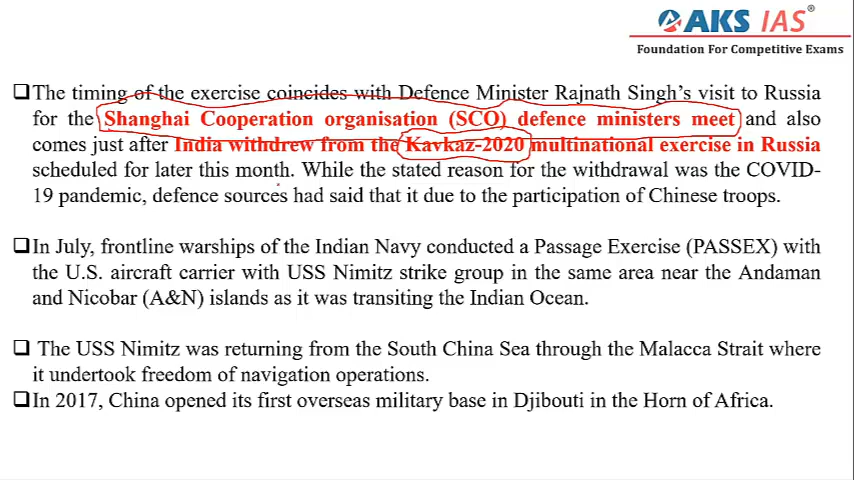 AKS IAS®
Foundation For Competitive Exams
❑The timing of the exercise coincides with Defence Minister Rajnath Singh's visit to Russia
for the Shanghai Cooperation organisation (SCO) defence ministers meet and also
comes just after India withdrew from the Kavkaz-2020 multinational exercise in Russia
scheduled for later this month. While the stated reason for the withdrawal was the COVID-
19 pandemic, defence sources had said that it due to the participation of Chinese troops.
❑In July, frontline warships of the Indian Navy conducted a Passage Exercise (PASSEX) with
the U.S. aircraft carrier with USS Nimitz strike group in the same area near the Andaman
and Nicobar (A&N) islands as it was transiting the Indian Ocean.
❑ The USS Nimitz was returning from the South China Sea through the Malacca Strait where
it undertook freedom of navigation operations.
❑In 2017, China opened its first overseas military base in Djibouti in the Horn of Africa.